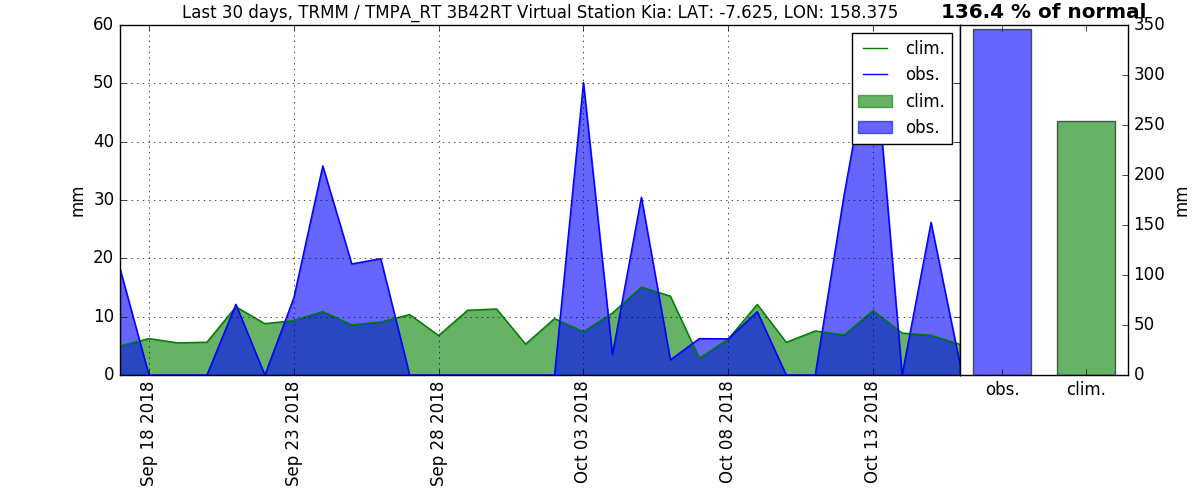 Last 30 days, TRMM / TMPA_RT 3B42RT Virtual Station Kia: LAT: -7.625, LON: 158.375
136.4 % of normal
60
50
40
30
20
10
0
mm
clim.
obs.
clim.
obs.
350
300
250
200
150
100
50
0
mm
Sep 18 2018
Sep 23 2018
Sep 28 2018
Oct 03 2018
Oct 08 2018
Oct 13 2018
obs.
clim.